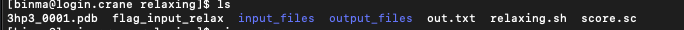 [binma@login.crane relaxing]$ ls
3hp3_0001.pdb flag_input_relax input_files output_files out.txt relaxing.sh score.sc